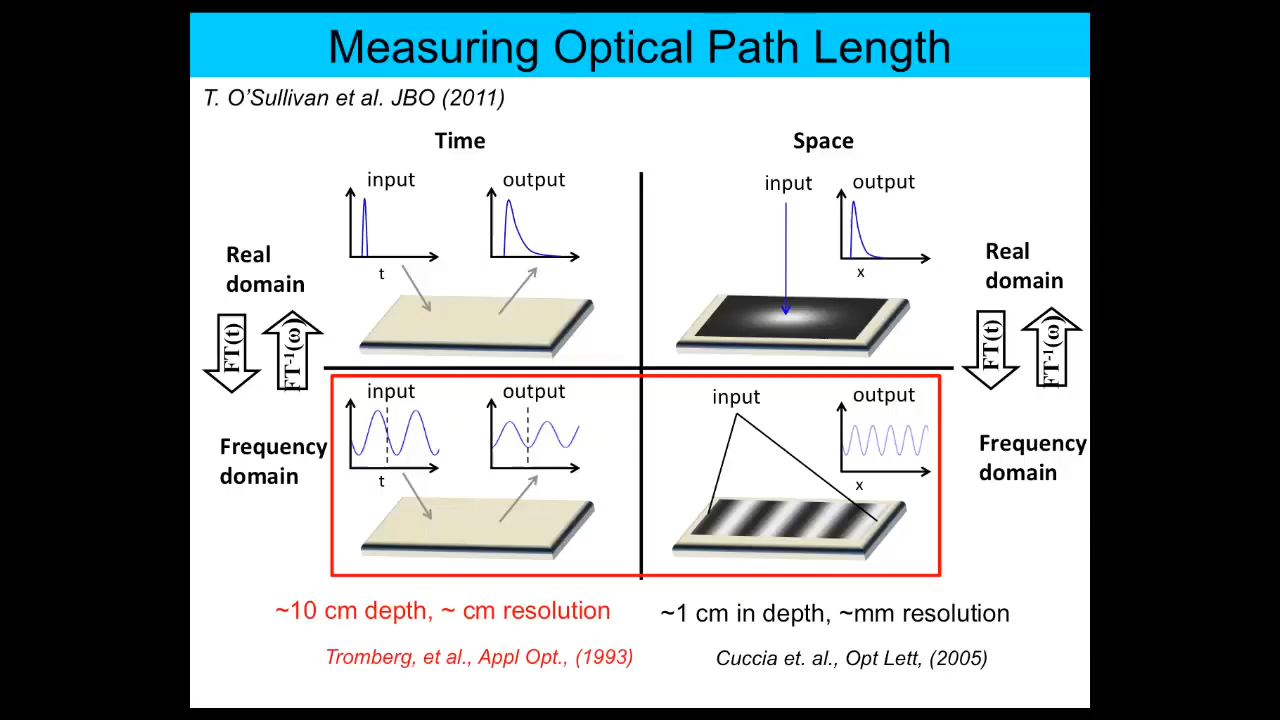 Measuring Optical Path Length
T. O'Sullivan et al. JBO (2011)
Time
Space
input
output
input
output
t
x
Real
domain
Real
domain
FT(t)
FT-1(ω)
FT(t)
FT-1(ω)
input
output
input
output
t
x
Frequency
domain
Frequency
domain
~10 cm depth, ~ cm resolution
~1 cm in depth, ~mm resolution
Tromberg, et al., Appl Opt., (1993)
Cuccia et. al., Opt Lett, (2005)